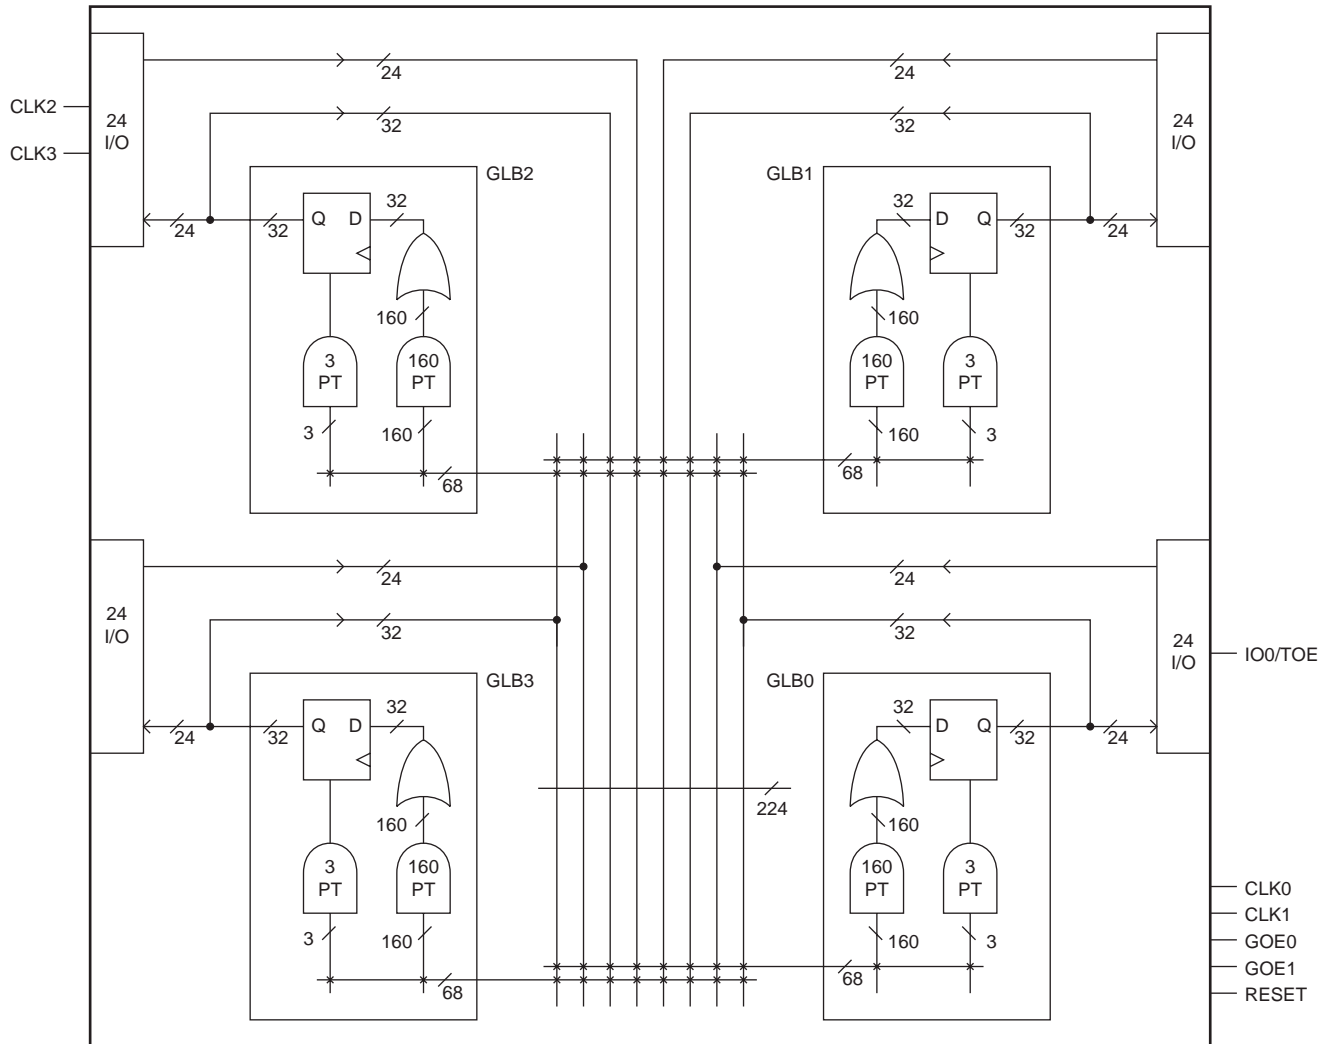 24
24
CLK2
24
I/O
32
32
24
I/O
CLK3
GLB2
GLB1
32
32
Q D
D Q
24
32
32
24
160
160
3
PT
160
PT
160
PT
3
PT
3
160
160
3
68
68
24
24
24
I/O
32
32
24
I/O
IO0/TOE
GLB3
GLB0
32
32
Q D
D Q
24
32
32
24
224
160
160
3
PT
160
PT
160
PT
3
PT
CLK0
CLK1
3
160
160
3
GOE0
GOE1
68
68
RESET